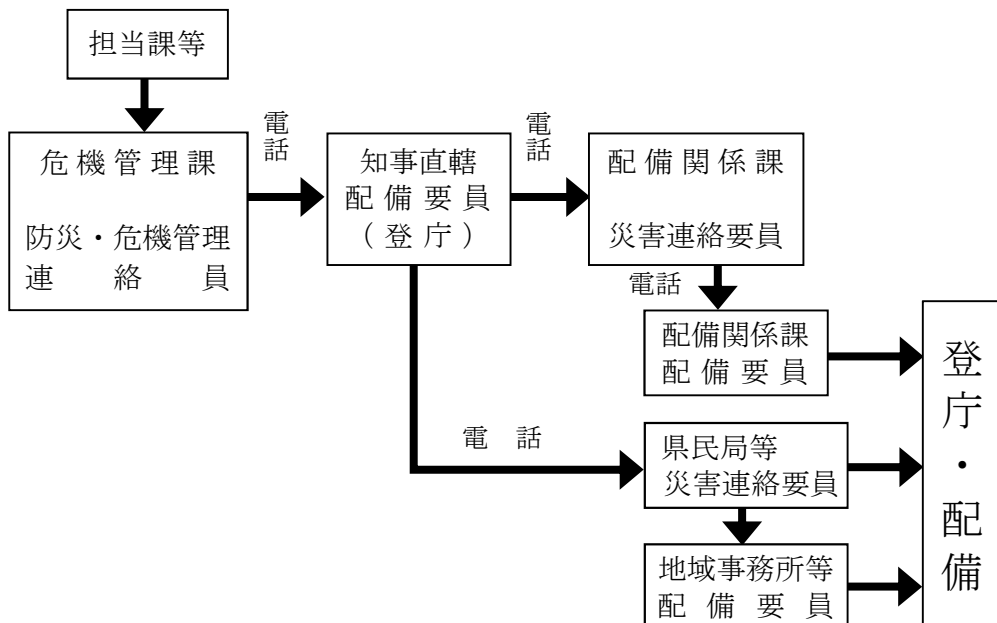 担当課等
危機管理課
防災・危機管理
連絡員
電話
知事直轄
配備要員
(登庁)
電話
配備関係課
災害連絡要員
電話
配備関係課
配備要員
電話
県民局等
災害連絡要員
地域事務所等
配備要員
登庁・配備